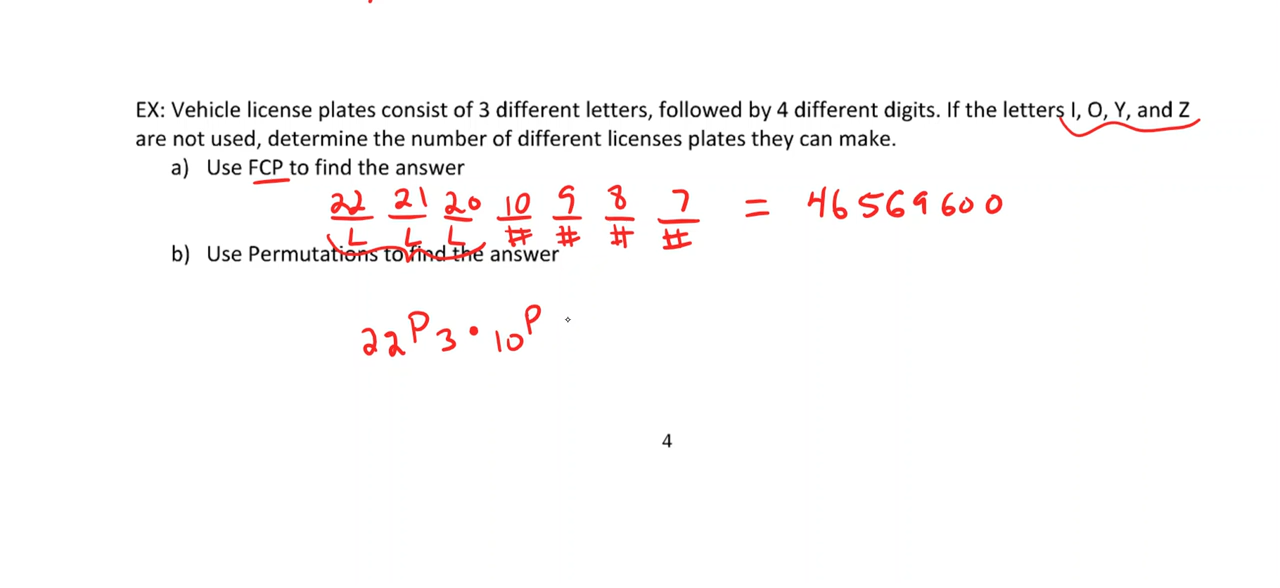 EX: Vehicle license plates consist of 3 different letters, followed by 4 different digits. If the letters I, O, Y, and Z
are not used, determine the number of different licenses plates they can make.
a) Use FCP to find the answer
22 21 20 10 9 8 7 = 46569600
L L L # # # #
b) Use Permutations to find the answer
22P3 • 10P
4